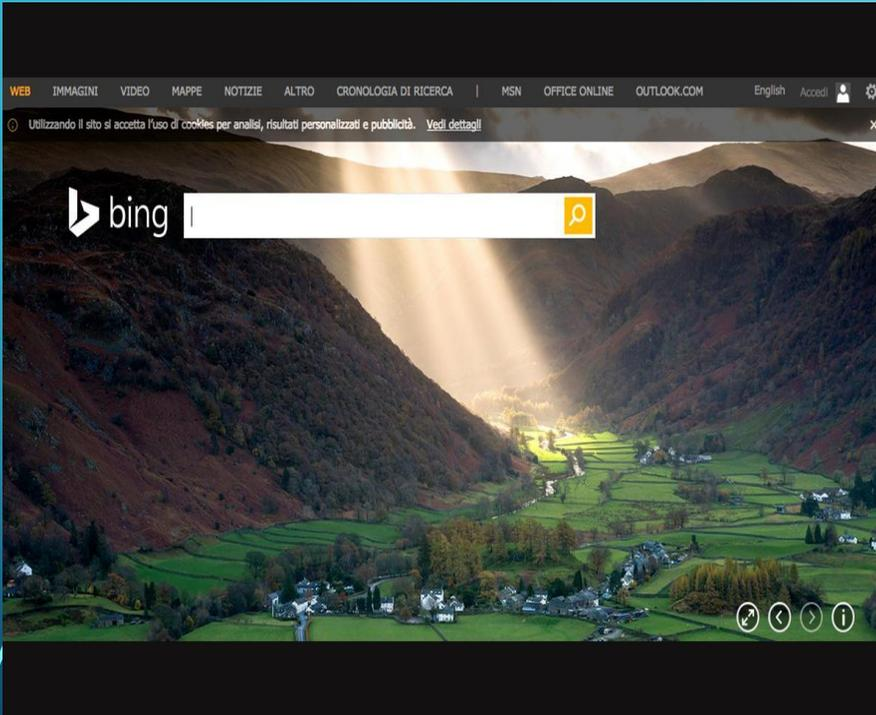 WEB IMMAGINI VIDEO MAPPE NOTIZIE ALTRO CRONOLOGIA DI RICERCA | MSN OFFICE ONLINE OUTLOOK.COM English Accedi
Utilizzando il sito si accetta l'uso di cookies per analisi, risultati personalizzati e pubblicità. Vedi dettagli
bing